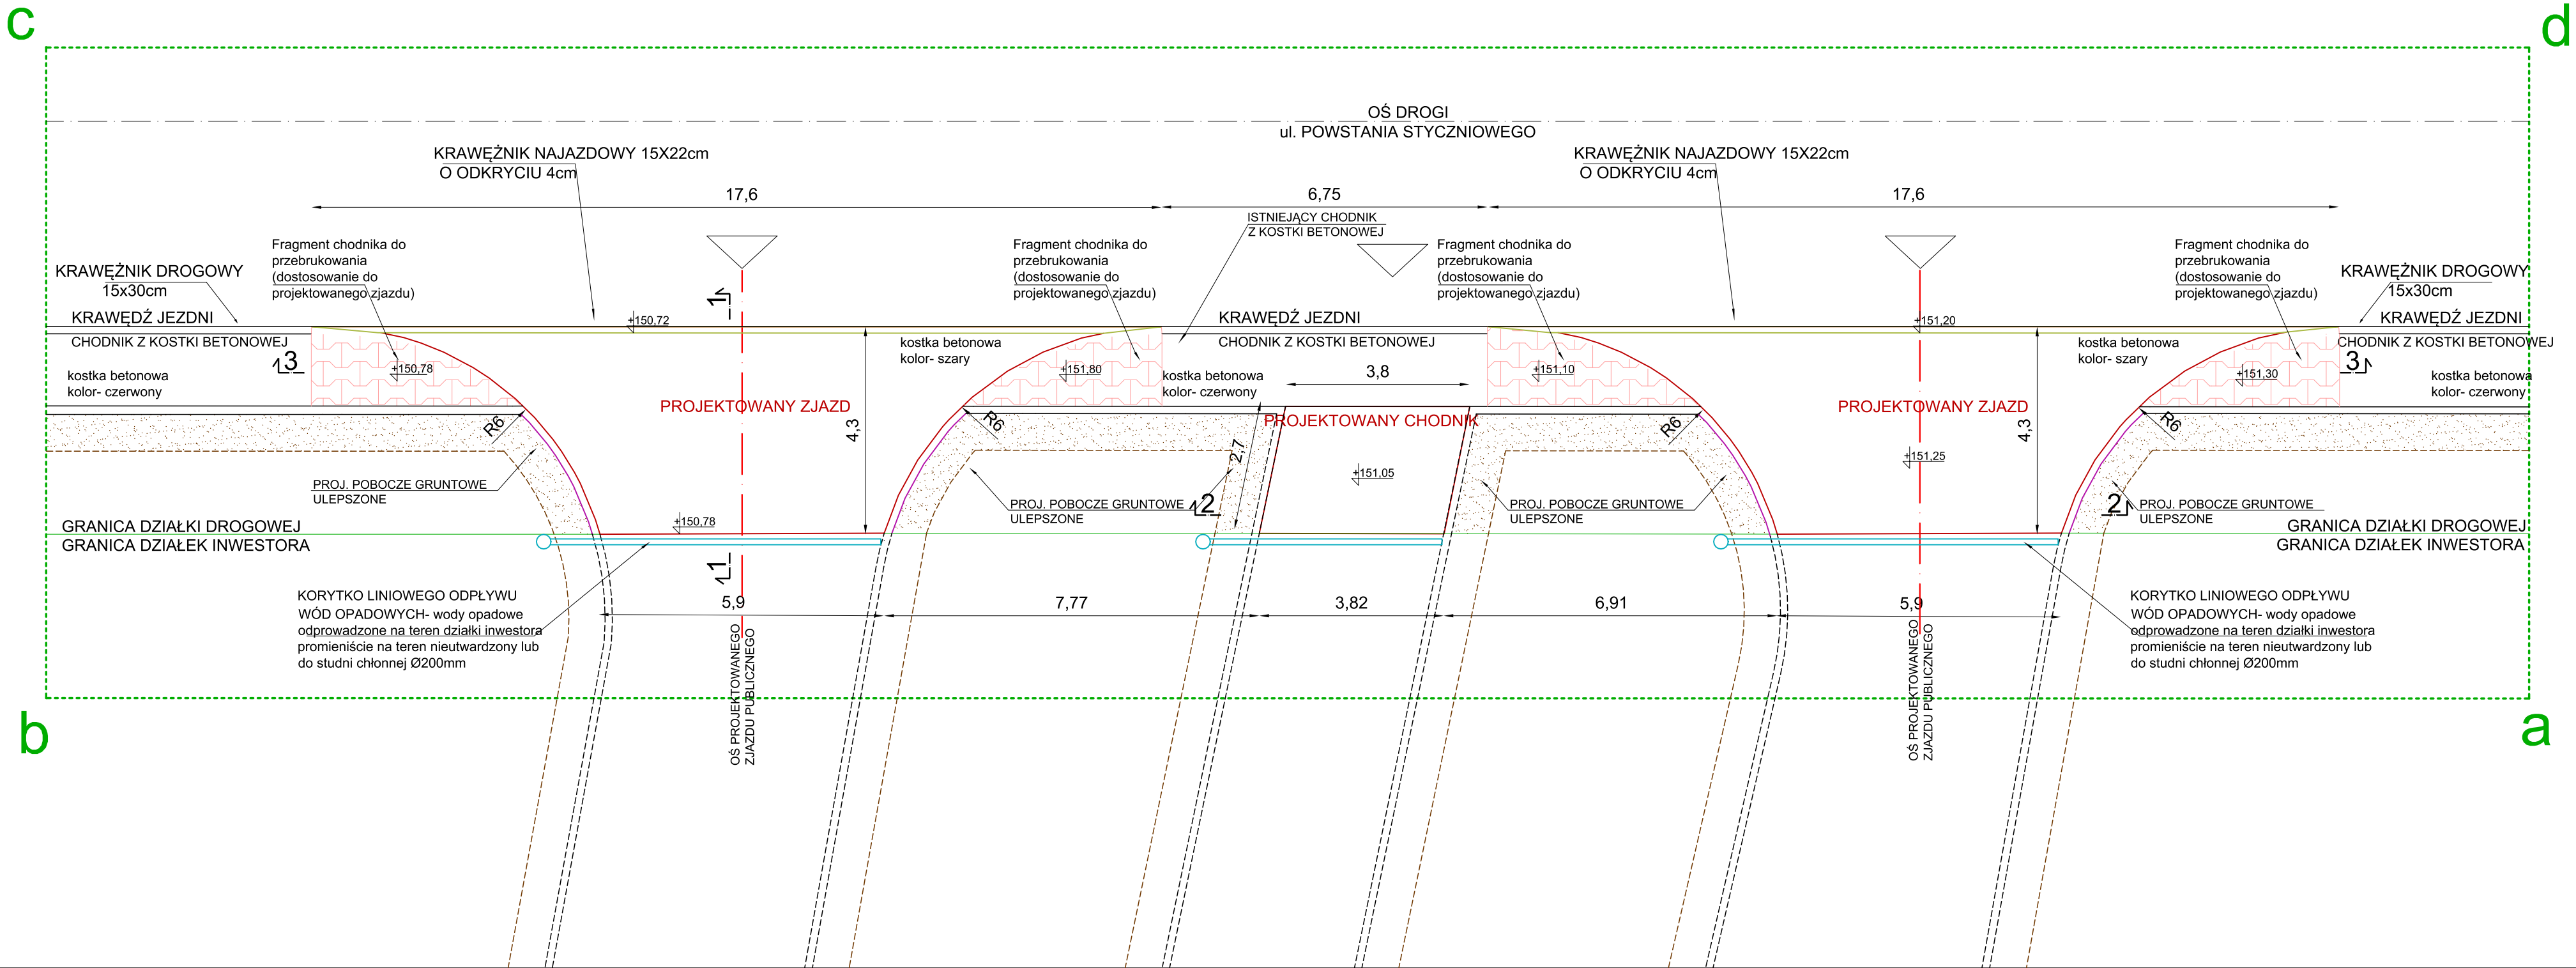 c
d
OŚ DROGI
ul. POWSTANIA STYCZNIOWEGO
KRAWĘŻNIK NAJAZDOWY 15X22cm
O ODKRYCIU 4cm
KRAWĘŻNIK NAJAZDOWY 15X22cm
O ODKRYCIU 4cm
17,6
6,75
17,6
ISTNIEJĄCY CHODNIK
Z KOSTKI BETONOWEJ
Fragment chodnika do
przebrukowania
(dostosowanie do
projektowanego zjazdu)
Fragment chodnika do
przebrukowania
(dostosowanie do
projektowanego zjazdu)
Fragment chodnika do
przebrukowania
(dostosowanie do
projektowanego zjazdu)
Fragment chodnika do
przebrukowania
(dostosowanie do
projektowanego zjazdu)
KRAWĘŻNIK DROGOWY
15x30cm
KRAWĘŻNIK DROGOWY
15x30cm
1
KRAWĘDŹ JEZDNI
+150,72
KRAWĘDŹ JEZDNI
+151,20
KRAWĘDŹ JEZDNI
CHODNIK Z KOSTKI BETONOWEJ
kostka betonowa
kolor- szary
CHODNIK Z KOSTKI BETONOWEJ
kostka betonowa
kolor- szary
CHODNIK Z KOSTKI BETONOWEJ
3
3
kostka betonowa
kolor- czerwony
+150,78
+151,80
kostka betonowa
kolor- czerwony
3,8
+151,10
+151,30
kostka betonowa
kolor- czerwony
PROJEKTOWANY ZJAZD
PROJEKTOWANY CHODNIK
PROJEKTOWANY ZJAZD
R6
4,3
R6
2,7
R6
4,3
R6
+151,05
+151,25
PROJ. POBOCZE GRUNTOWE
ULEPSZONE
PROJ. POBOCZE GRUNTOWE
ULEPSZONE
2
PROJ. POBOCZE GRUNTOWE
ULEPSZONE
2
PROJ. POBOCZE GRUNTOWE
ULEPSZONE
GRANICA DZIAŁKI DROGOWEJ
GRANICA DZIAŁEK INWESTORA
+150,78
GRANICA DZIAŁKI DROGOWEJ
GRANICA DZIAŁEK INWESTORA
1
KORYTKO LINIOWEGO ODPŁYWU
WÓD OPADOWYCH- wody opadowe
odprowadzone na teren działki inwestora
promieniście na teren nieutwardzony lub
do studni chłonnej Ø200mm
5,9
7,77
3,82
6,91
5,9
KORYTKO LINIOWEGO ODPŁYWU
WÓD OPADOWYCH- wody opadowe
odprowadzone na teren działki inwestora
promieniście na teren nieutwardzony lub
do studni chłonnej Ø200mm
OŚ PROJEKTOWANEGO
ZJAZDU PUBLICZNEGO
OŚ PROJEKTOWANEGO
ZJAZDU PUBLICZNEGO
b
a